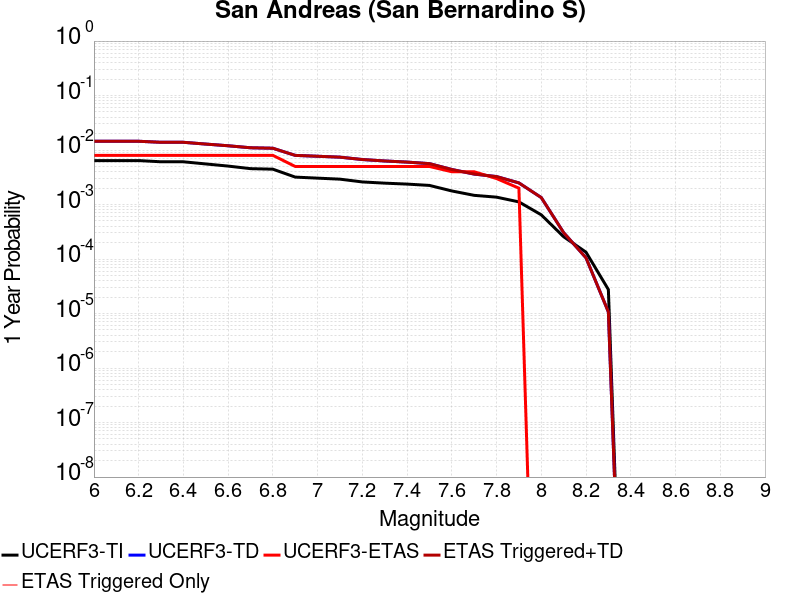 San Andreas (San Bernardino S)
10^0
10^-1
10^-2
10^-3
10^-4
10^-5
10^-6
10^-7
10^-8
1 Year Probability
6 6.2 6.4 6.6 6.8 7 7.2 7.4 7.6 7.8 8 8.2 8.4 8.6 8.8 9
Magnitude
UCERF3-TI UCERF3-TD UCERF3-ETAS ETAS Triggered+TD
ETAS Triggered Only